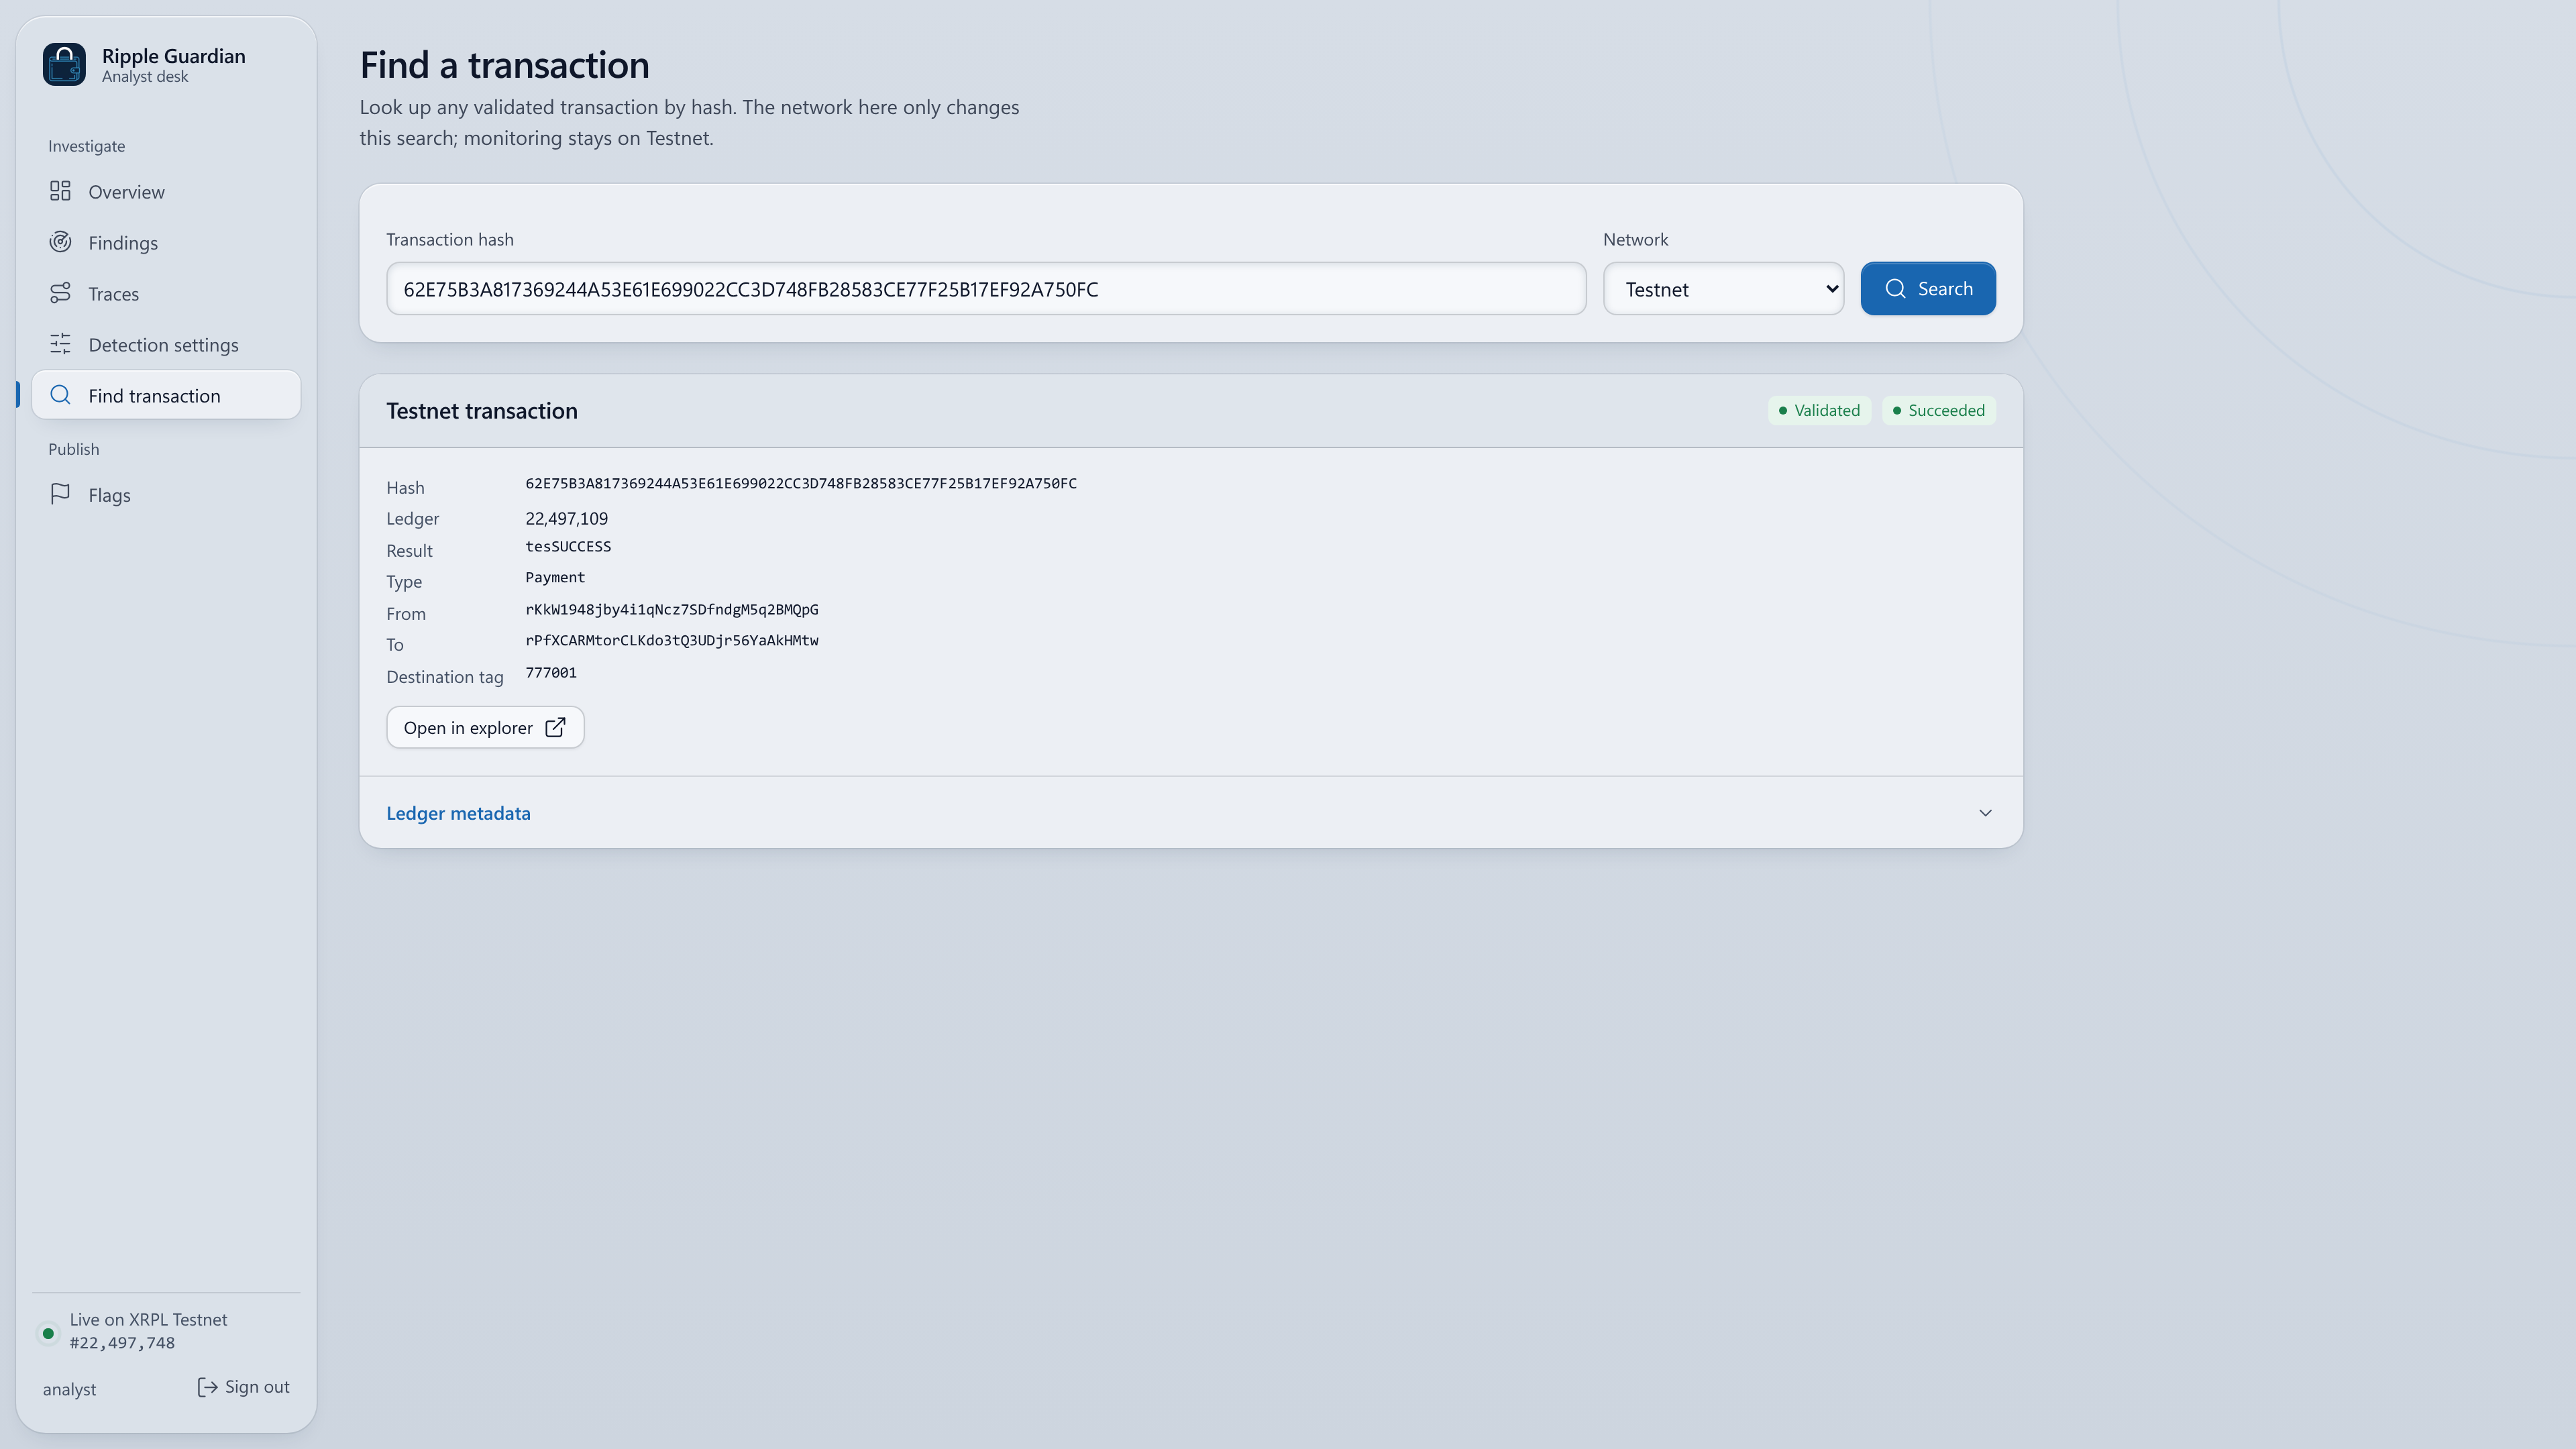 Ripple Guardian
Analyst desk
Investigate
Overview
Findings
Traces
Detection settings
Find transaction
Publish
Flags
Live on XRPL Testnet
#22,497,748
analyst
Sign out
Find a transaction
Look up any validated transaction by hash. The network here only changes
this search; monitoring stays on Testnet.
Transaction hash
Network
62E75B3A817369244A53E61E699022CC3D748FB28583CE77F25B17EF92A750FC
Testnet
Search
Testnet transaction
Validated
Succeeded
Hash 62E75B3A817369244A53E61E699022CC3D748FB28583CE77F25B17EF92A750FC
Ledger 22,497,109
Result tesSUCCESS
Type Payment
From rKkW1948jby4i1qNcz7SDfndgM5q2BMQpG
To rPfXCARMtorCLKdo3tQ3UDjr56YaAkHMtw
Destination tag 777001
Open in explorer
Ledger metadata